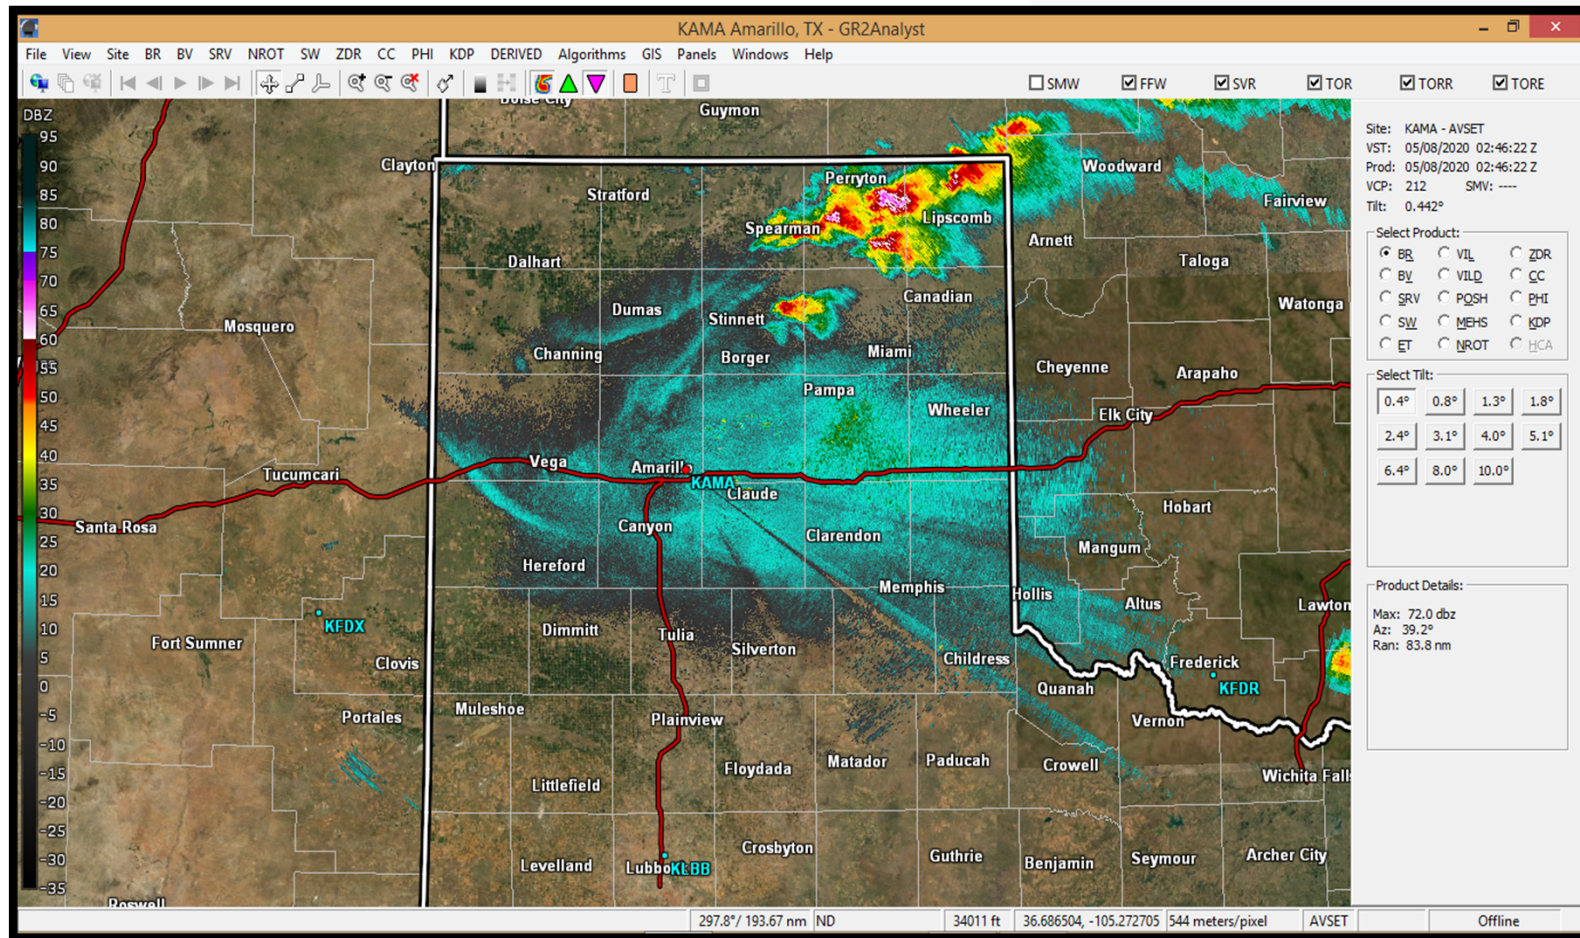 KAMA Amarillo, TX - GR2Analyst
File View Site BR BV SRV NROT SW ZDR CC PHI KDP DERIVED Algorithms GIS Panels Windows Help
SMW FFW SVR TOR TORR TORE
DBZ
95
90
85
80
75
70
65
60
55
50
45
40
35
30
25
20
15
10
5
0
-5
-10
-15
-20
-25
-30
-35
Boise City
Guymon
Clayton
Perryton
Woodward
Stratford
Fairview
Lipscomb
Spearman
Arnett
Dalhart
Taloga
Canadian
Watonga
Dumas
Stinnett
Mosquero
Channing
Borger
Miami
Cheyenne
Arapaho
Pampa
Wheeler
Elk City
Vega
Amarillo
Tucumcari
KAMA
Claude
Hobart
Santa Rosa
Canyon
Clarendon
Mangum
Hereford
Memphis
Hollis
Altus
Lawton
KFDX
Dimmitt
Tulia
Fort Sumner
Silverton
Clovis
Childress
Frederick
Quanah
KFDR
Muleshoe
Portales
Plainview
Vernon
Floydada
Matador
Paducah
Crowell
Wichita Fall
Littlefield
Crosbyton
Guthrie
Benjamin
Seymour
Archer City
Levelland
Lubbo
KLBB
Roswell
Site: KAMA - AVSET
VST: 05/08/2020 02:46:22 Z
Prod: 05/08/2020 02:46:22 Z
VCP: 212 SMV: ----
Tilt: 0.442°
Select Product:
BR VIL ZDR
BV VILD CC
SRV POSH PHI
SW MEHS KDP
ET NROT HCA
Select Tilt:
0.4° 0.8° 1.3° 1.8°
2.4° 3.1° 4.0° 5.1°
6.4° 8.0° 10.0°
Product Details:
Max: 72.0 dbz
Az: 39.2°
Ran: 83.8 nm
297.8°/ 193.67 nm ND 34011 ft 36.686504, -105.272705 544 meters/pixel AVSET Offline